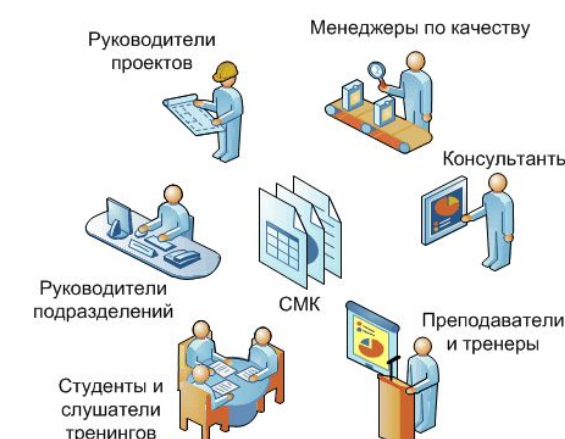 Руководители
проектов
Менеджеры по качеству
Консультанты
Руководители
подразделений
СМК
Преподаватели
и тренеры
Студенты и
слушатели
тренингов